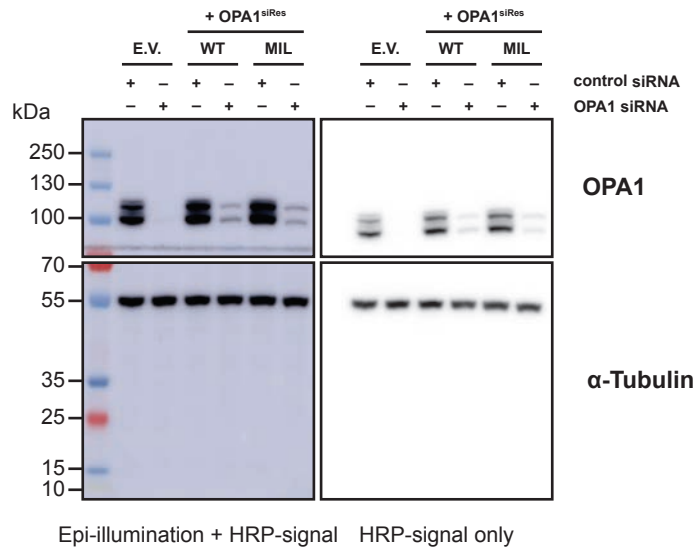 + OPA1siRes + OPA1siRes
E.V. WT MIL E.V. WT MIL
+ – + – + – + – + – + – control siRNA
– + – + – + – + – + – + OPA1 siRNA
kDa
250
130
100
OPA1
70
55
35
25
15
10
α-Tubulin
Epi-illumination + HRP-signal HRP-signal only